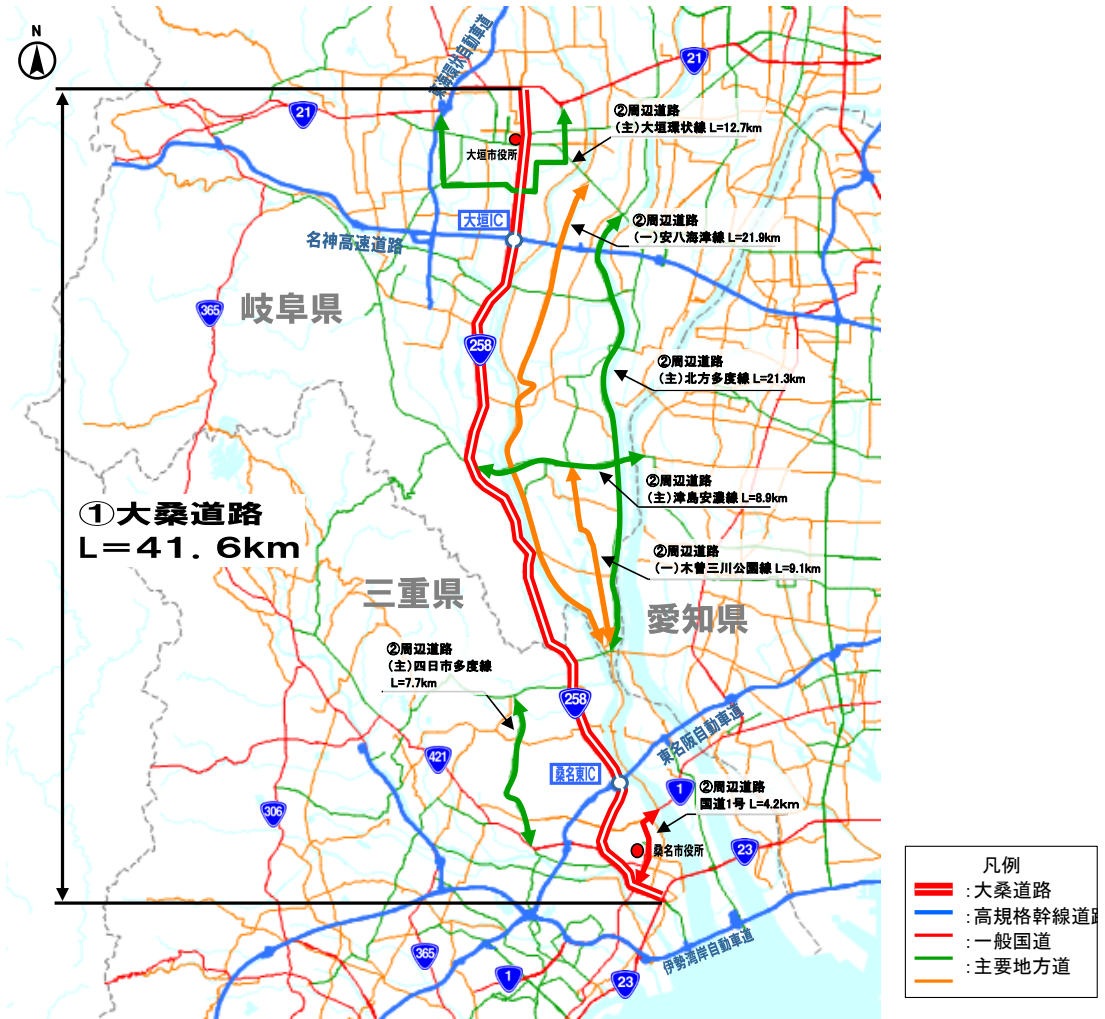 N
東海環状自動車道
21
21
②周辺道路
(主)大垣環状線 L=12.7km
大垣市役所
大垣IC
②周辺道路
(一)安八海津線 L=21.9km
名神高速道路
365
岐阜県
258
②周辺道路
(主)北方多度線 L=21.3km
②周辺道路
(主)津島安濃線 L=8.9km
①大桑道路
L=41.6km
②周辺道路
(一)木曽三川公園線 L=9.1km
三重県
愛知県
②周辺道路
(主)四日市多度線
L=7.7km
258
東名阪自動車道
421
桑名東IC
②周辺道路
国道1号 L=4.2km
1
306
桑名市役所
23
365
1
23
伊勢湾岸自動車道
凡例
:大桑道路
:高規格幹線道路
:一般国道
:主要地方道